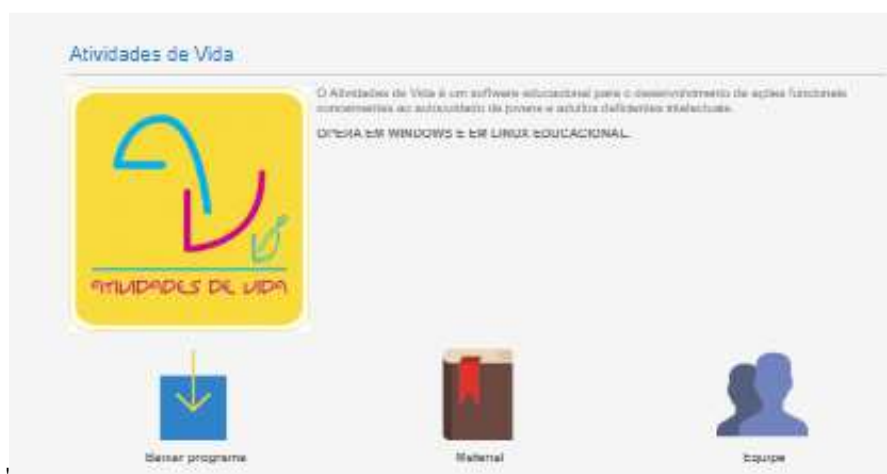 Atividades de Vida
O Atividades de Vida é um software educacional para o desenvolvimento de ações funcionais
concernentes ao autocuidado de jovens e adultos deficientes intelectuais.
OPERA EM WINDOWS E EM LINUX EDUCACIONAL.
ATIVIDADES DE VIDA
Baixar programa
Material
Equipe